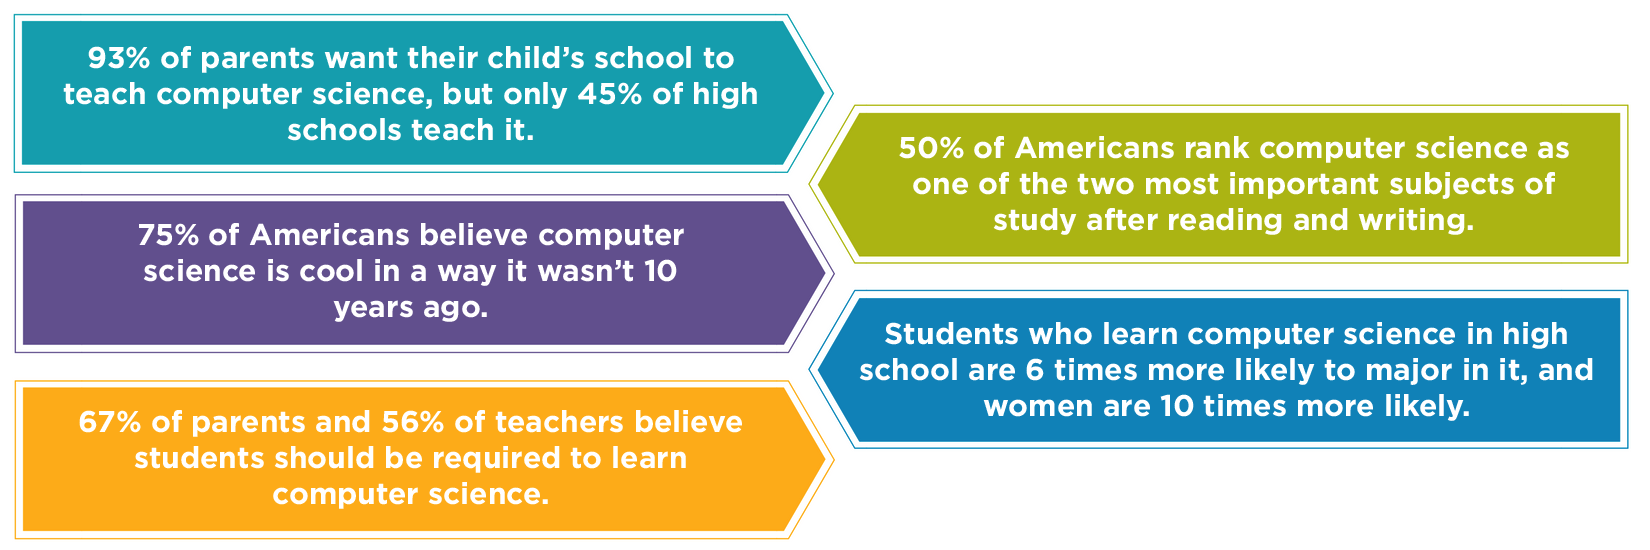 93% of parents want their child’s school to
teach computer science, but only 45% of high
schools teach it.
50% of Americans rank computer science as
one of the two most important subjects of
study after reading and writing.
75% of Americans believe computer
science is cool in a way it wasn’t 10
years ago.
Students who learn computer science in high
school are 6 times more likely to major in it, and
women are 10 times more likely.
67% of parents and 56% of teachers believe
students should be required to learn
computer science.